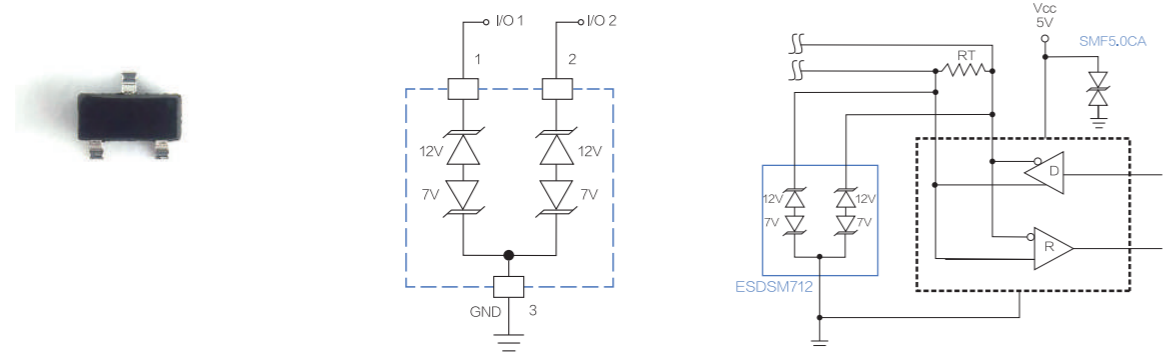 I/O 1
I/O 2
1
2
12V
12V
7V
7V
GND
3
Vcc
5V
SMF5.0CA
RT
D
12V
12V
7V
7V
R
ESDSM712